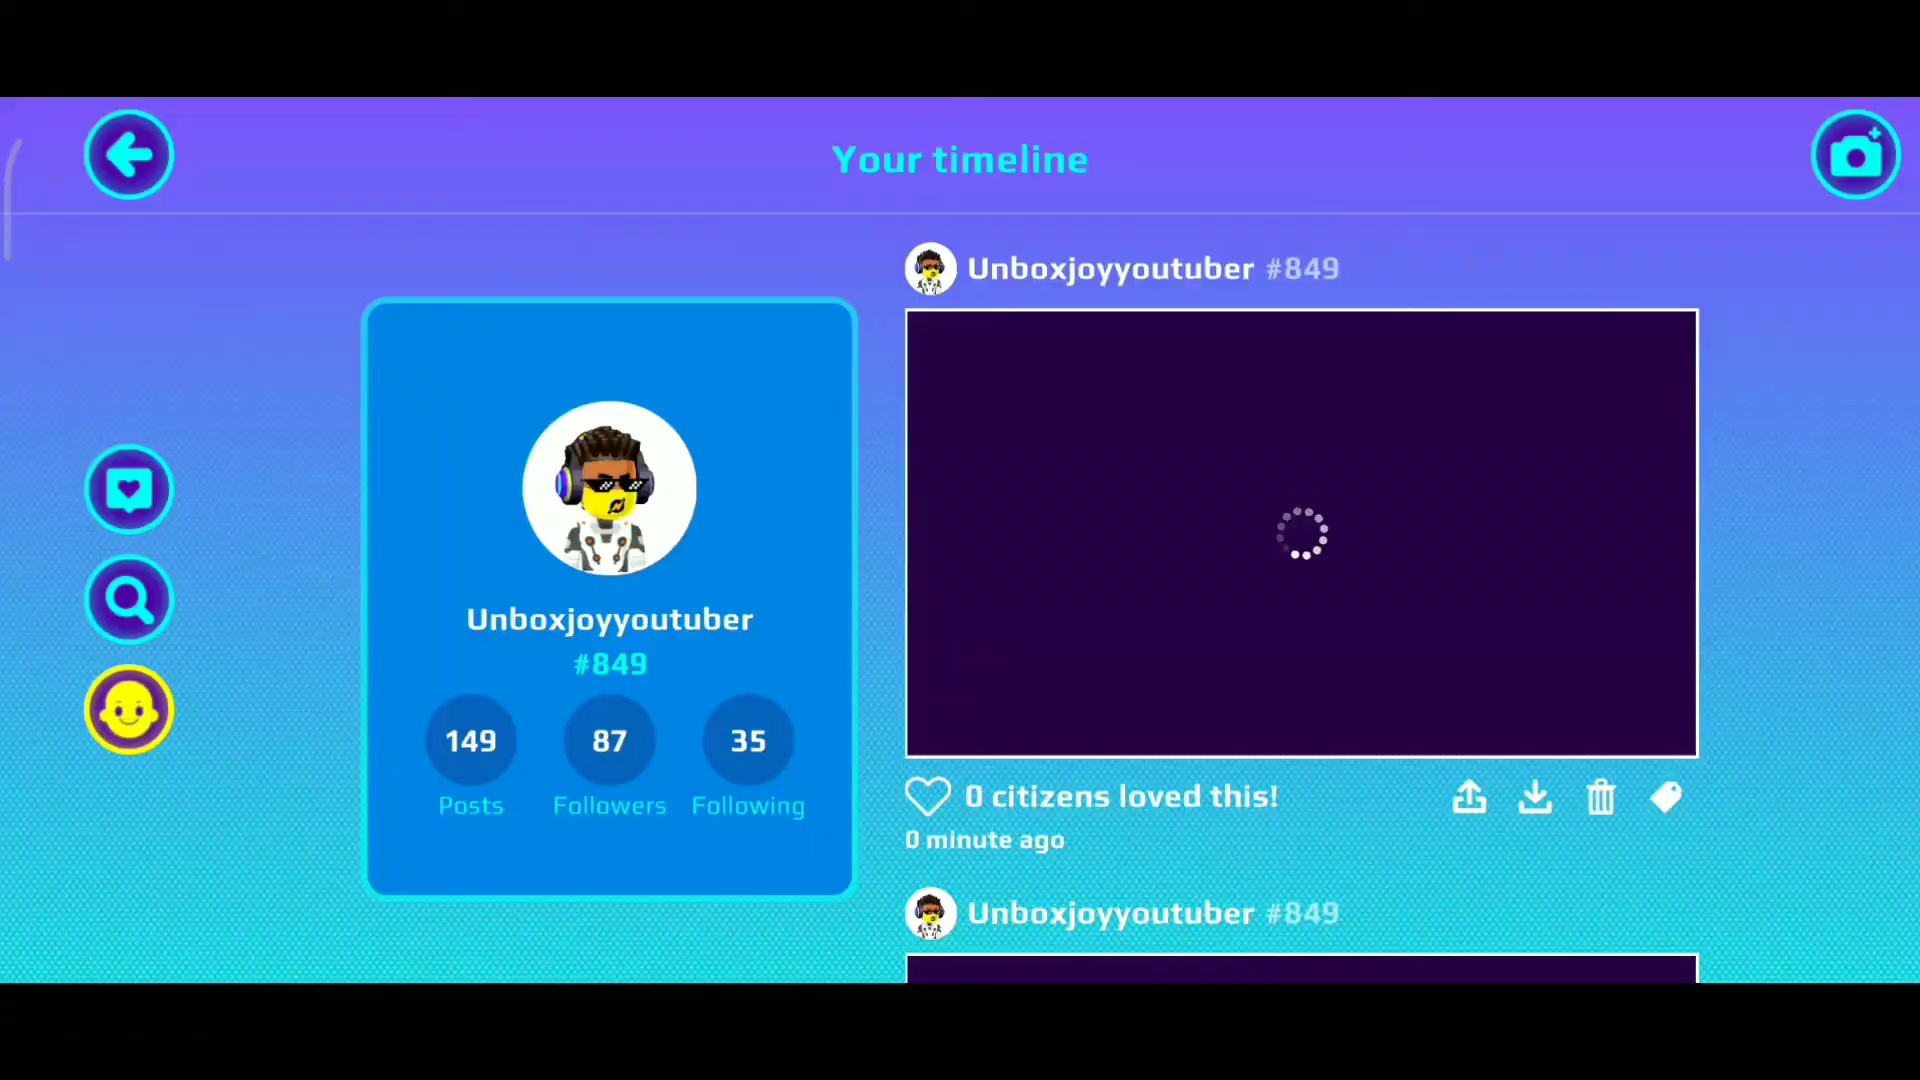 Your timeline
Unboxjoyyoutuber #849
Unboxjoyyoutuber
#849
149 87 35
Posts Followers Following
0 citizens loved this!
0 minute ago
Unboxjoyyoutuber #849